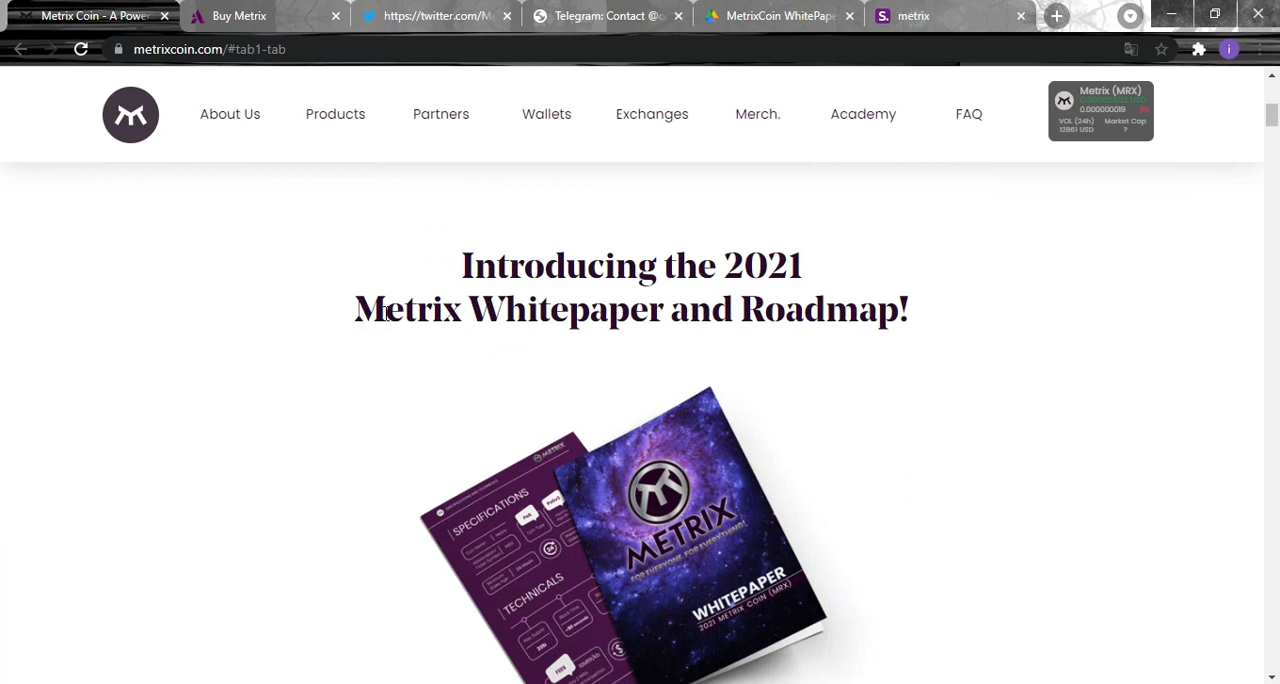 Metrix Coin - A Power
Buy Metrix
https://twitter.com/M
Telegram: Contact @o
MetrixCoin WhitePape
metrix
metrixcoin.com/#tab1-tab
About Us
Products
Partners
Wallets
Exchanges
Merch.
Academy
FAQ
Metrix (MRX)
0.000000019
VOL (24h)
Market Cap
12861 USD
?
Introducing the 2021
Metrix Whitepaper and Roadmap!
METRIX
SPECIFICATIONS
TECHNICALS
FEES
METRIX
FOR EVERYONE, FOR EVERYTHING!
WHITEPAPER
2021 METRIX COIN (MRX)